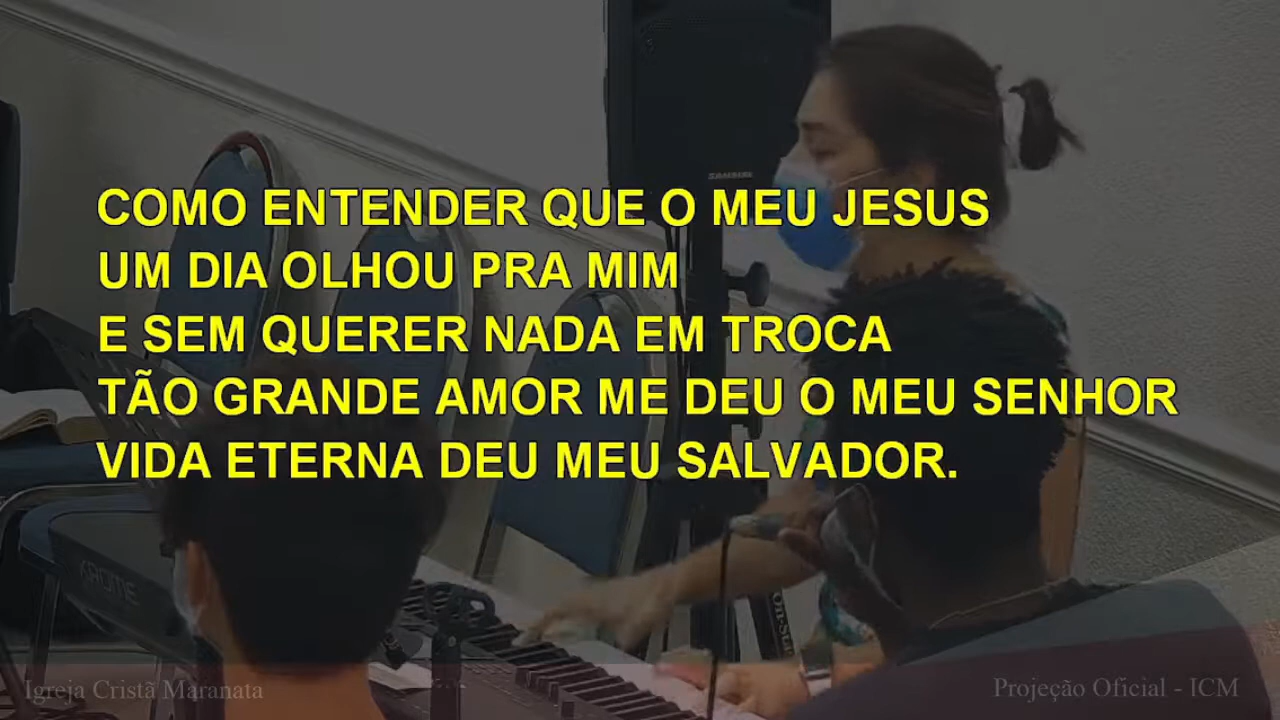 SAMSON
COMO ENTENDER QUE O MEU JESUS
UM DIA OLHOU PRA MIM
E SEM QUERER NADA EM TROCA
TÃO GRANDE AMOR ME DEU O MEU SENHOR
VIDA ETERNA DEU MEU SALVADOR.
Igreja Cristã Maranata
Projeção Oficial - ICM